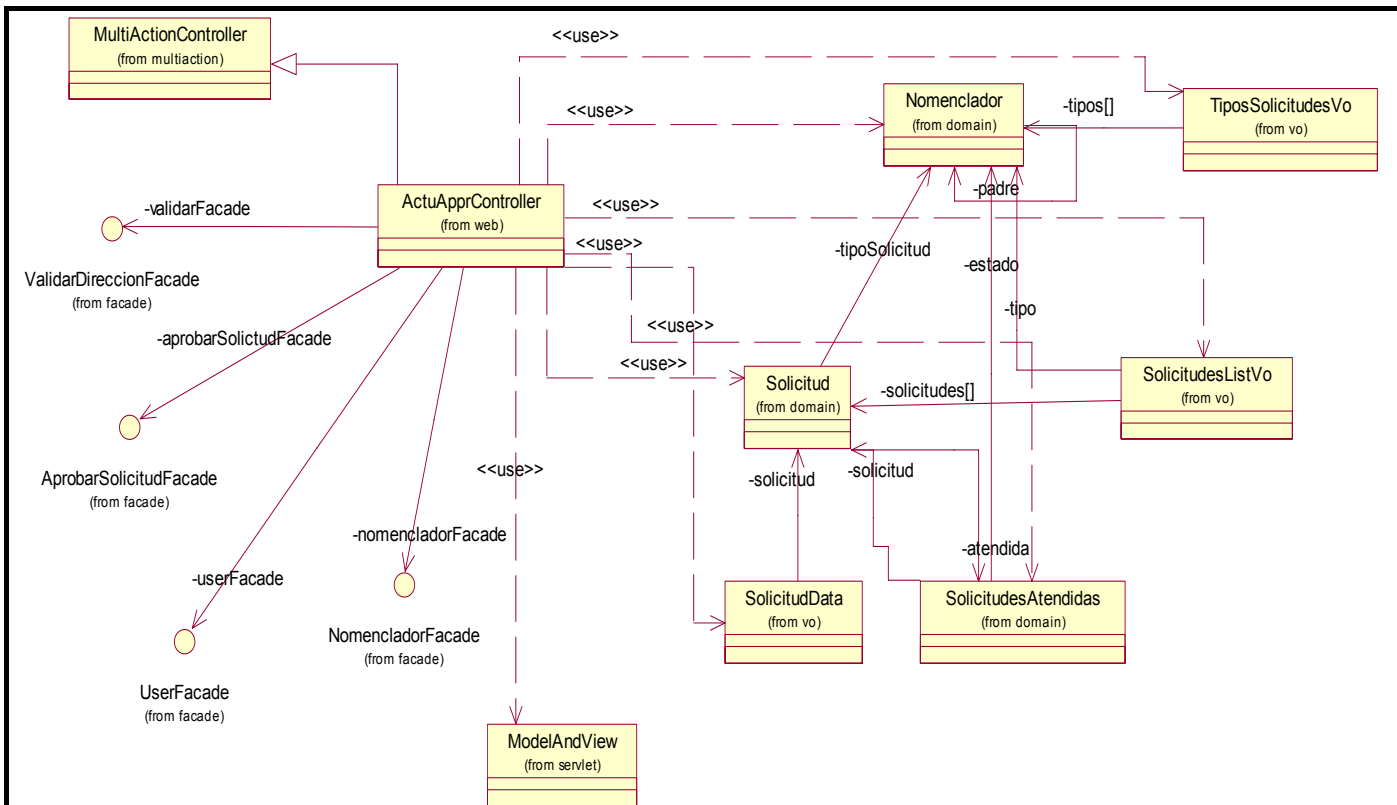 MultiActionController
(from multiaction)
<<use>>
Nomenclador
(from domain)
-tipos[]
TiposSolicitudesVo
(from vo)
<<use>>
-padre
ActuApprController
(from web)
-validarFacade
<<use>>
<<use>>
-tipoSolicitud
-estado
ValidarDireccionFacade
(from facade)
-tipo
-aprobarSolictudFacade
<<use>>
<<use>>
Solicitud
(from domain)
-solicitudes[]
SolicitudesListVo
(from vo)
AprobarSolicitudFacade
(from facade)
<<use>>
-solicitud
-solicitud
-nomencladorFacade
-atendida
-userFacade
SolicitudData
(from vo)
SolicitudesAtendidas
(from domain)
NomencladorFacade
(from facade)
UserFacade
(from facade)
ModelAndView
(from servlet)